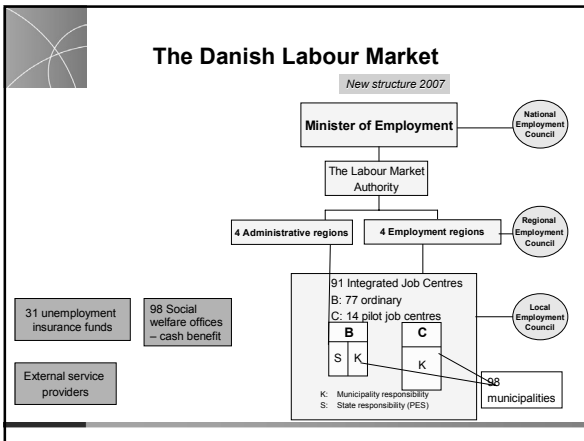 The Danish Labour Market
New structure 2007
Minister of Employment
National
Employment
Council
The Labour Market
Authority
4 Administrative regions
4 Employment regions
Regional
Employment
Council
91 Integrated Job Centres
B: 77 ordinary
C: 14 pilot job centres
B
C
S
K
K
K: Municipality responsibility
S: State responsibility (PES)
Local
Employment
Council
31 unemployment
insurance funds
98 Social
welfare offices
– cash benefit
External service
providers
98
municipalities